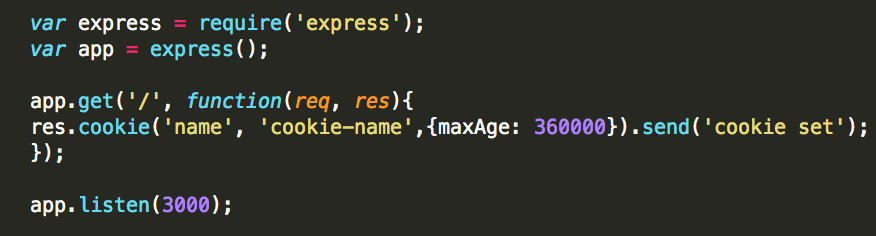 var express = require('express');
var app = express();
app.get('/', function(req, res){
res.cookie('name', 'cookie-name',{maxAge: 360000}).send('cookie set');
});
app.listen(3000);